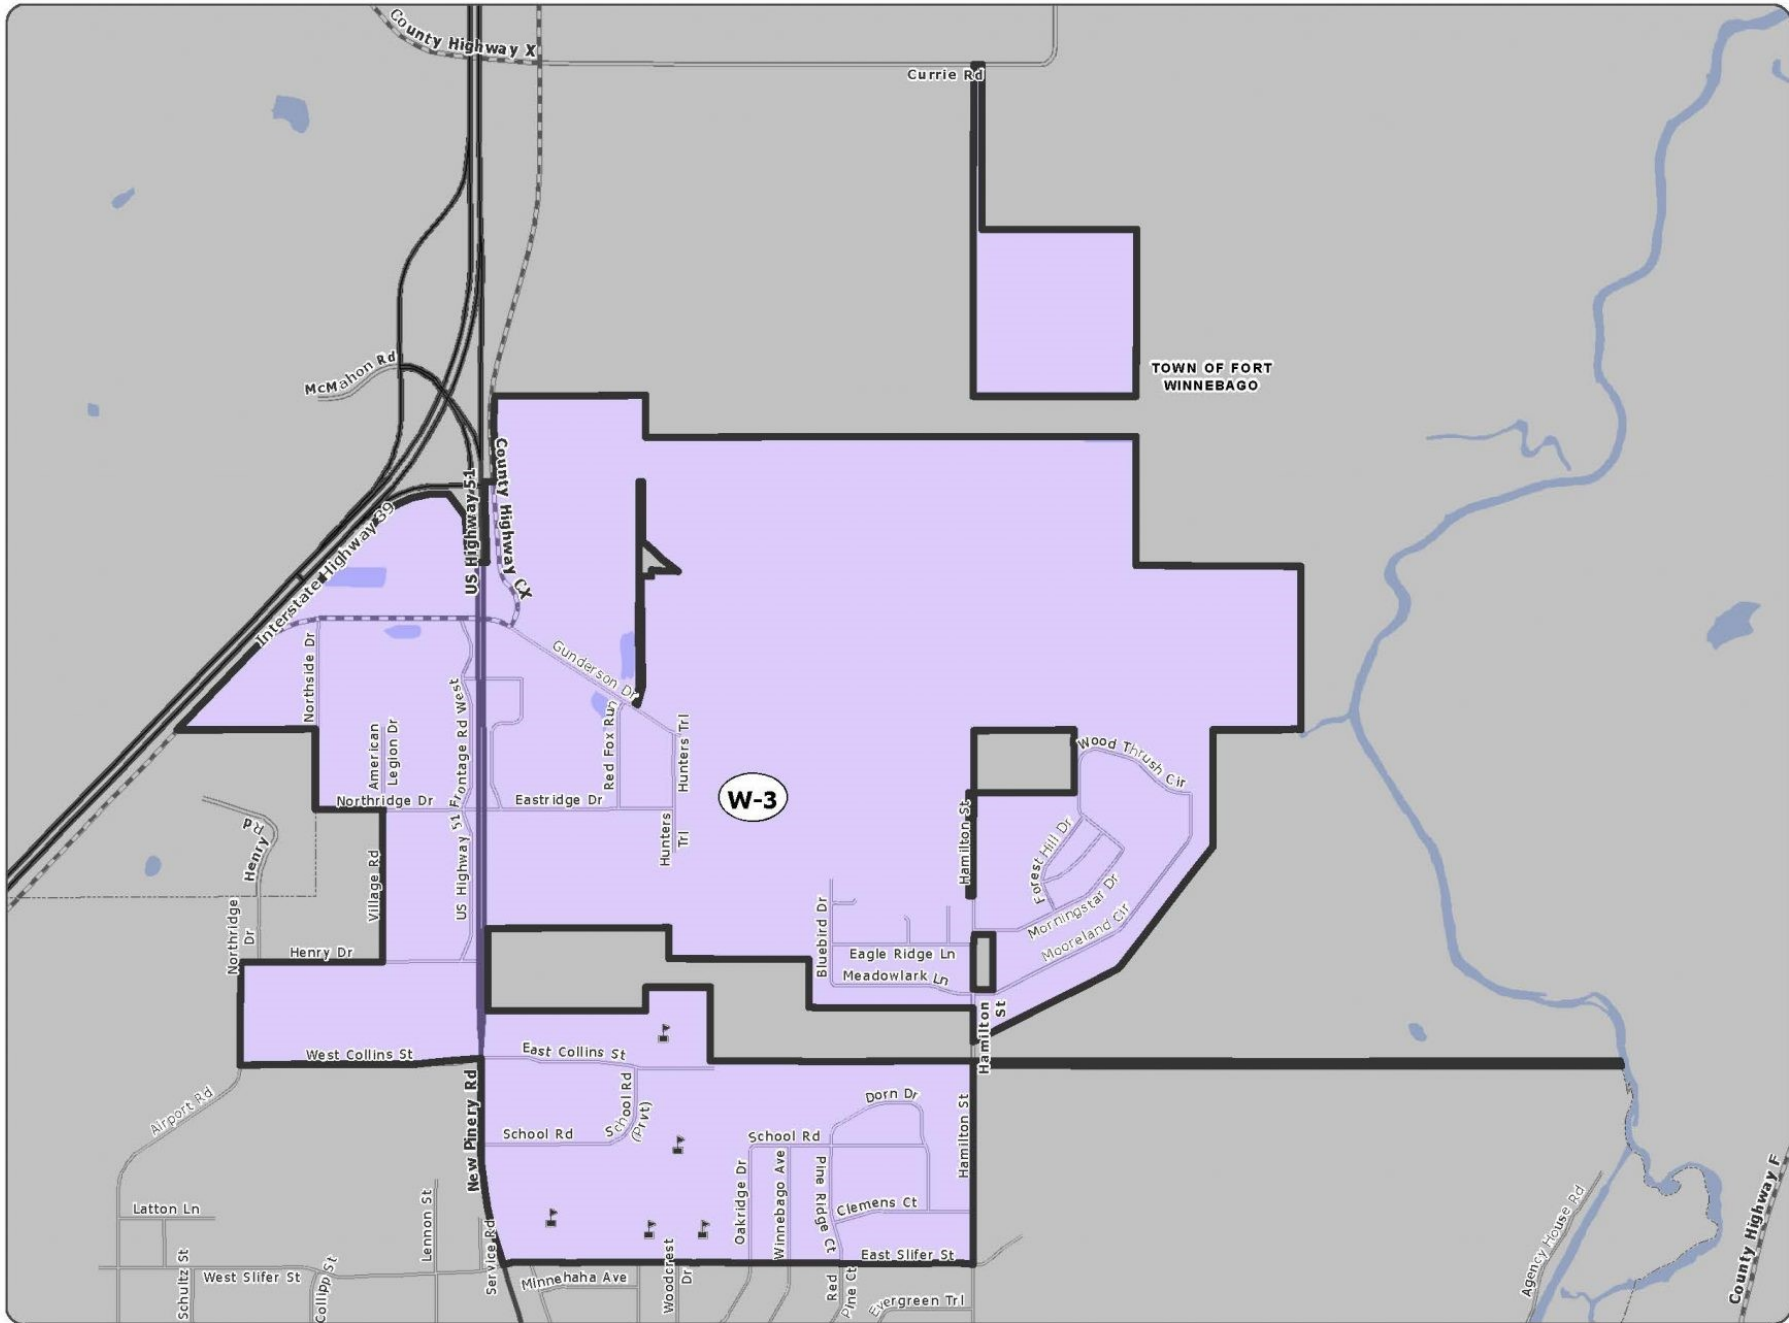 County Highway X
Currie Rd
McMahon Rd
TOWN OF FORT
WINNEBAGO
US Highway 51
County Highway CX
Interstate Highway 39
Northside Dr
Gunderson Dr
American
Legion Dr
US Highway 51 Frontage Rd West
Red Fox Run
Hunters Trl
Wood Thrush Cir
Northridge Dr
Eastridge Dr
W-3
Hunters
Trl
Henry Rd
Village Rd
Hamilton St
Forest Hill Dr
Morningstar Dr
Mooreland Cir
Northridge
Dr
Henry Dr
Bluebird Dr
Eagle Ridge Ln
Meadowlark Ln
Hamilton
St
West Collins St
East Collins St
New Pinery Rd
School Rd
(Prvt)
Airport Rd
School Rd
Dorn Dr
School Rd
Hamilton St
Oakridge Dr
Winnebago Ave
Pine Ridge Ct
Clemens Ct
Latton Ln
Lennon St
Service Rd
East Slifer St
Schultz St
West Slifer St
Collipp St
Minnehaha Ave
Woodcrest
Dr
Red
Pine Ct
Evergreen Trl
Agency House Rd
County Highway F